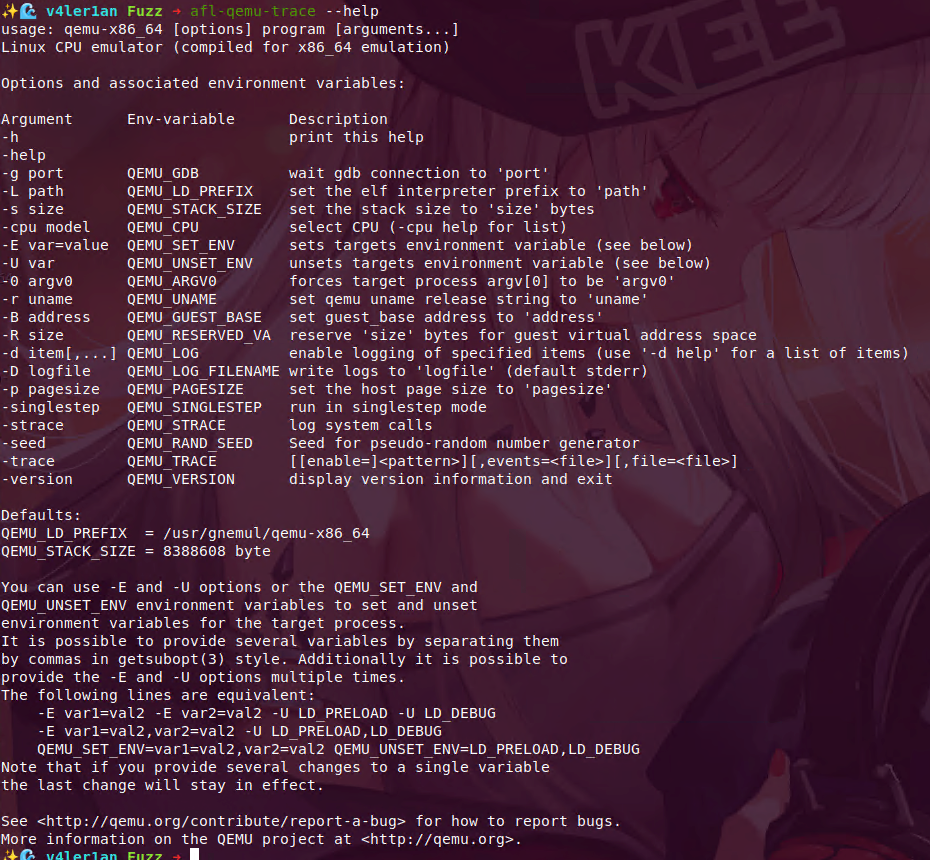 ✨🌊 v4ler1an Fuzz → afl-qemu-trace --help
usage: qemu-x86_64 [options] program [arguments...]
Linux CPU emulator (compiled for x86_64 emulation)

Options and associated environment variables:

Argument      Env-variable      Description
-h                              print this help
-help
-g port       QEMU_GDB          wait gdb connection to 'port'
-L path       QEMU_LD_PREFIX    set the elf interpreter prefix to 'path'
-s size       QEMU_STACK_SIZE   set the stack size to 'size' bytes
-cpu model    QEMU_CPU          select CPU (-cpu help for list)
-E var=value  QEMU_SET_ENV      sets targets environment variable (see below)
-U var        QEMU_UNSET_ENV    unsets targets environment variable (see below)
-0 argv0      QEMU_ARGV0        forces target process argv[0] to be 'argv0'
-r uname      QEMU_UNAME        set qemu uname release string to 'uname'
-B address    QEMU_GUEST_BASE   set guest_base address to 'address'
-R size       QEMU_RESERVED_VA  reserve 'size' bytes for guest virtual address space
-d item[,...] QEMU_LOG          enable logging of specified items (use '-d help' for a list of items)
-D logfile    QEMU_LOG_FILENAME write logs to 'logfile' (default stderr)
-p pagesize   QEMU_PAGESIZE     set the host page size to 'pagesize'
-singlestep   QEMU_SINGLESTEP   run in singlestep mode
-strace       QEMU_STRACE       log system calls
-seed         QEMU_RAND_SEED    Seed for pseudo-random number generator
-trace        QEMU_TRACE        [[enable=]<pattern>][,events=<file>][,file=<file>]
-version      QEMU_VERSION      display version information and exit

Defaults:
QEMU_LD_PREFIX  = /usr/gnemul/qemu-x86_64
QEMU_STACK_SIZE = 8388608 byte

You can use -E and -U options or the QEMU_SET_ENV and
QEMU_UNSET_ENV environment variables to set and unset
environment variables for the target process.
It is possible to provide several variables by separating them
by commas in getsubopt(3) style. Additionally it is possible to
provide the -E and -U options multiple times.
The following lines are equivalent:
    -E var1=val2 -E var2=val2 -U LD_PRELOAD -U LD_DEBUG
    -E var1=val2,var2=val2 -U LD_PRELOAD,LD_DEBUG
    QEMU_SET_ENV=var1=val2,var2=val2 QEMU_UNSET_ENV=LD_PRELOAD,LD_DEBUG
Note that if you provide several changes to a single variable
the last change will stay in effect.

See <http://qemu.org/contribute/report-a-bug> for how to report bugs.
More information on the QEMU project at <http://qemu.org>.
✨🌊 v4ler1an Fuzz →